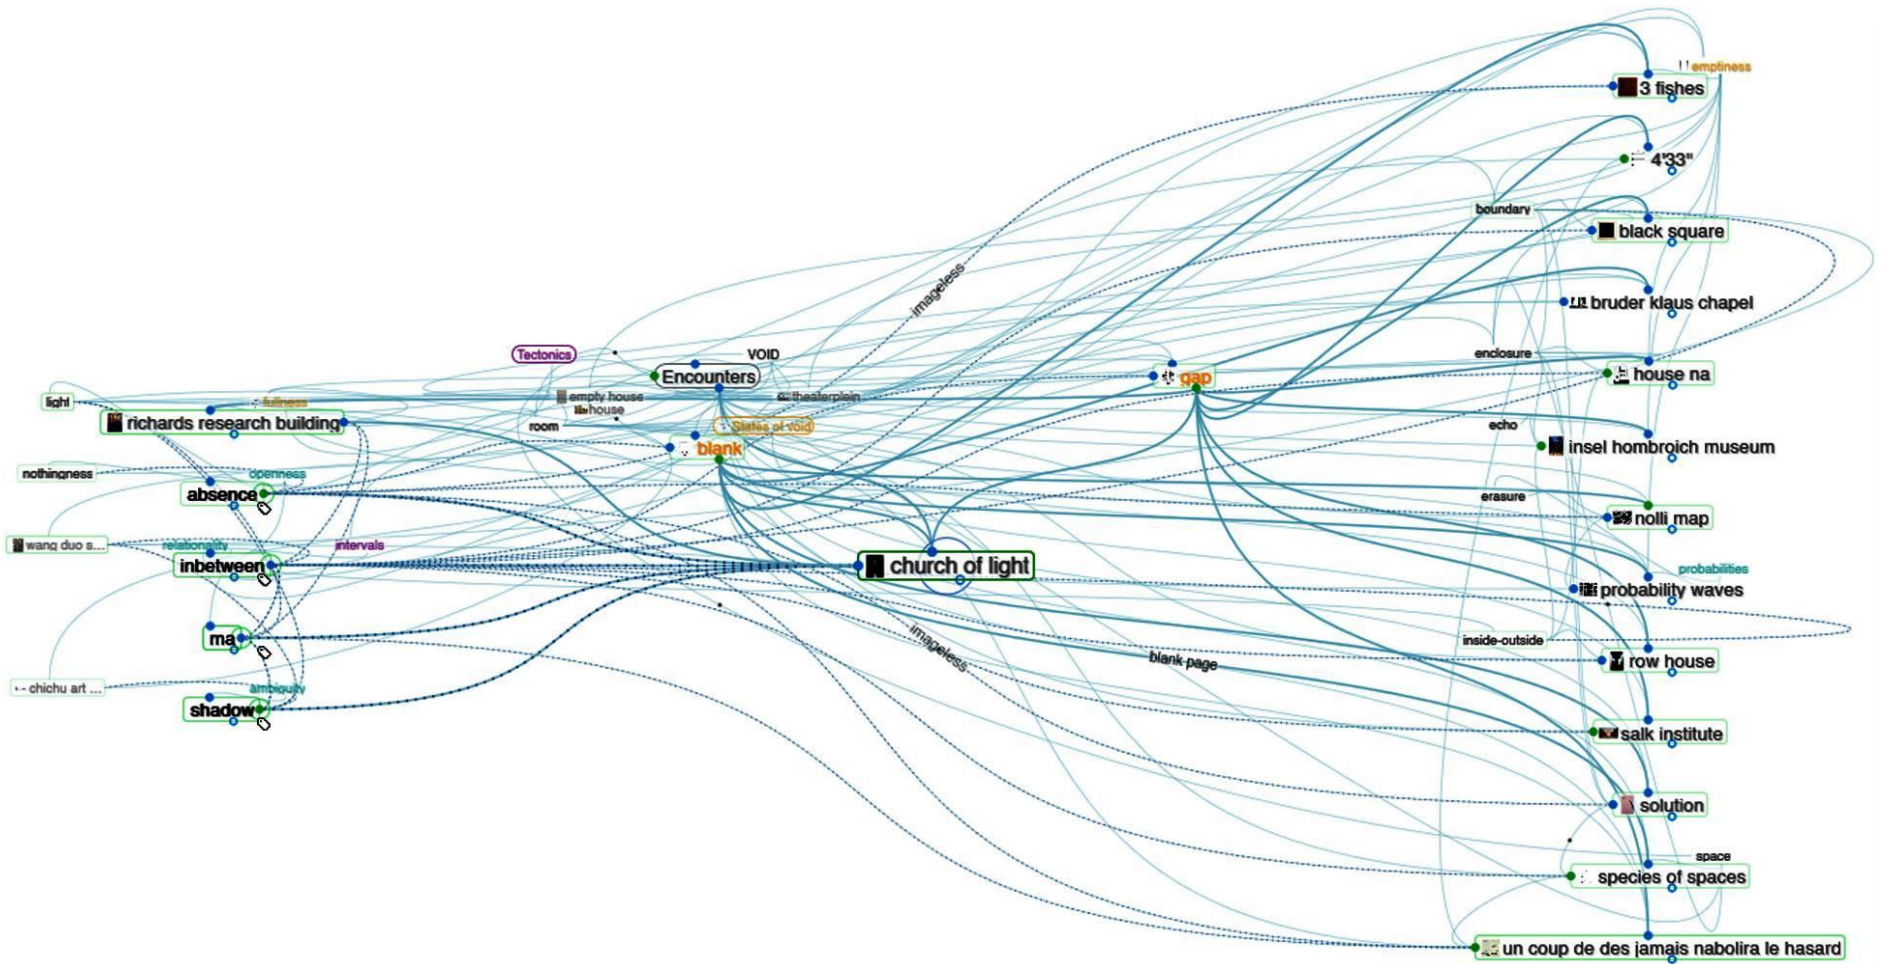 emptiness
3 fishes
4'33"
boundary
black square
imageless
bruder klaus chapel
Tectonics
VOID
enclosure
Encounters
gap
house na
light
fullness
empty house
theaterplein
house
richards research building
room
States of void
echo
blank
insel hombroich museum
nothingness
openness
absence
erasure
nolli map
wang duo s...
relationality
intervals
inbetween
church of light
probabilities
probability waves
ma
imageless
inside-outside
blank page
row house
chichu art ...
ambiguity
shadow
salk institute
solution
space
species of spaces
un coup de des jamais nabolira le hasard